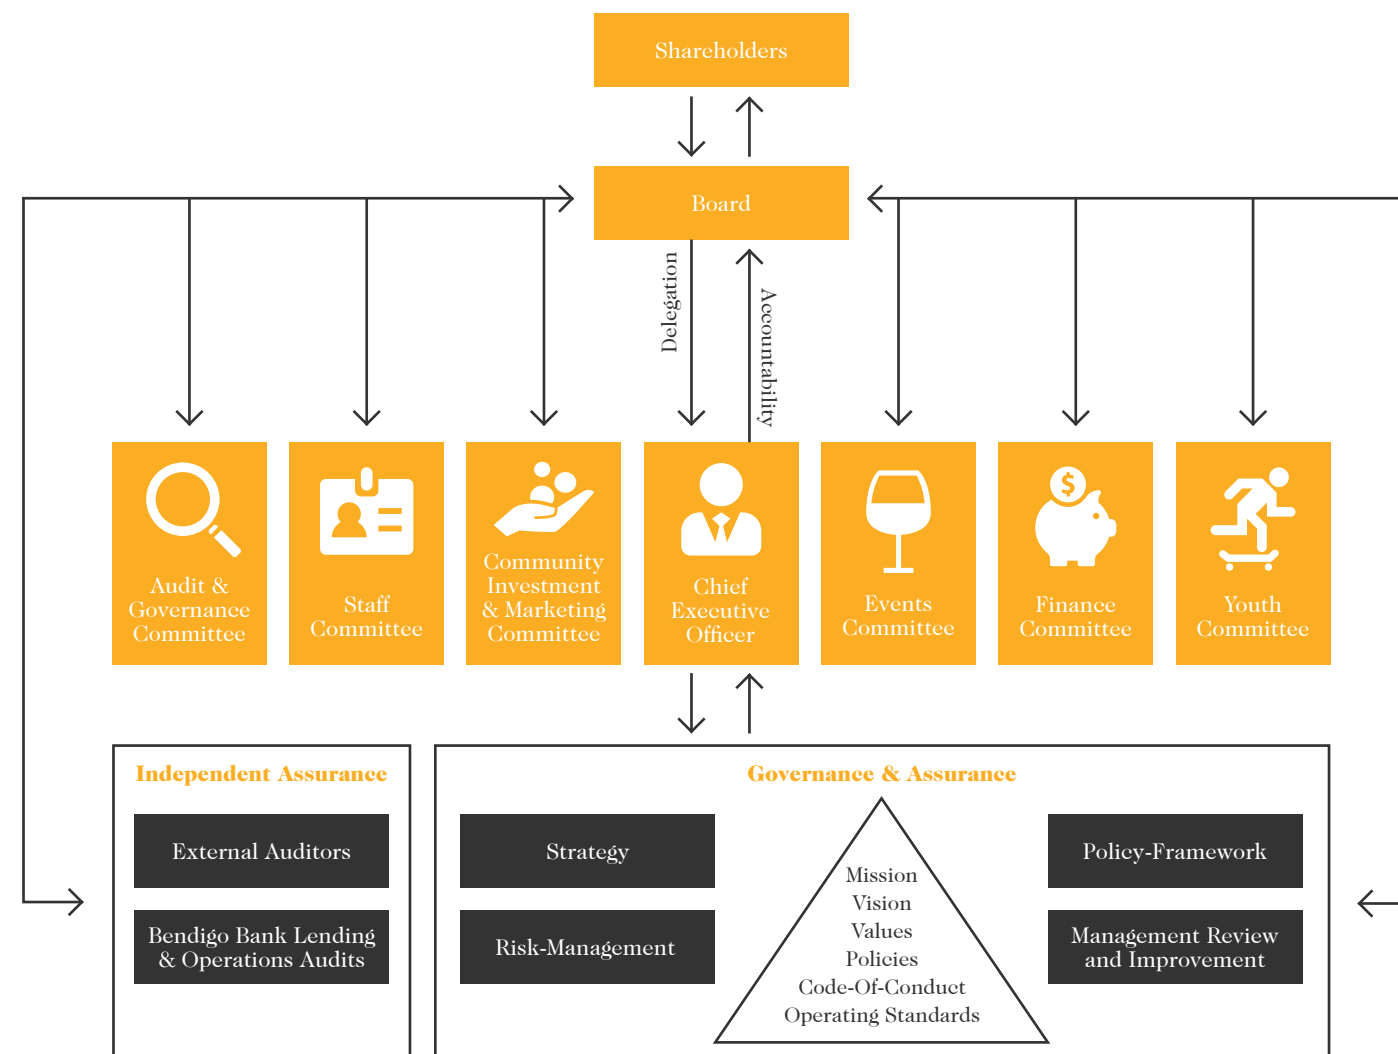 Shareholders
Board
Delegation
Accountability
Audit &
Governance
Committee
Staff
Committee
Community
Investment
& Marketing
Committee
Chief
Executive
Officer
Events
Committee
$
Finance
Committee
Youth
Committee
Independent Assurance
External Auditors
Bendigo Bank Lending
& Operations Audits
Governance & Assurance
Strategy
Risk-Management
Mission
Vision
Values
Policies
Code-Of-Conduct
Operating Standards
Policy-Framework
Management Review
and Improvement